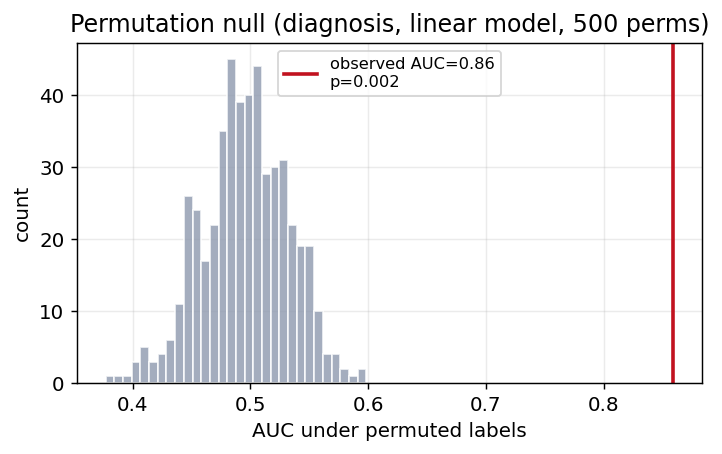 Permutation null (diagnosis, linear model, 500 perms)
observed AUC=0.86
p=0.002
count
40
30
20
10
0
0.4
0.5
0.6
0.7
0.8
AUC under permuted labels